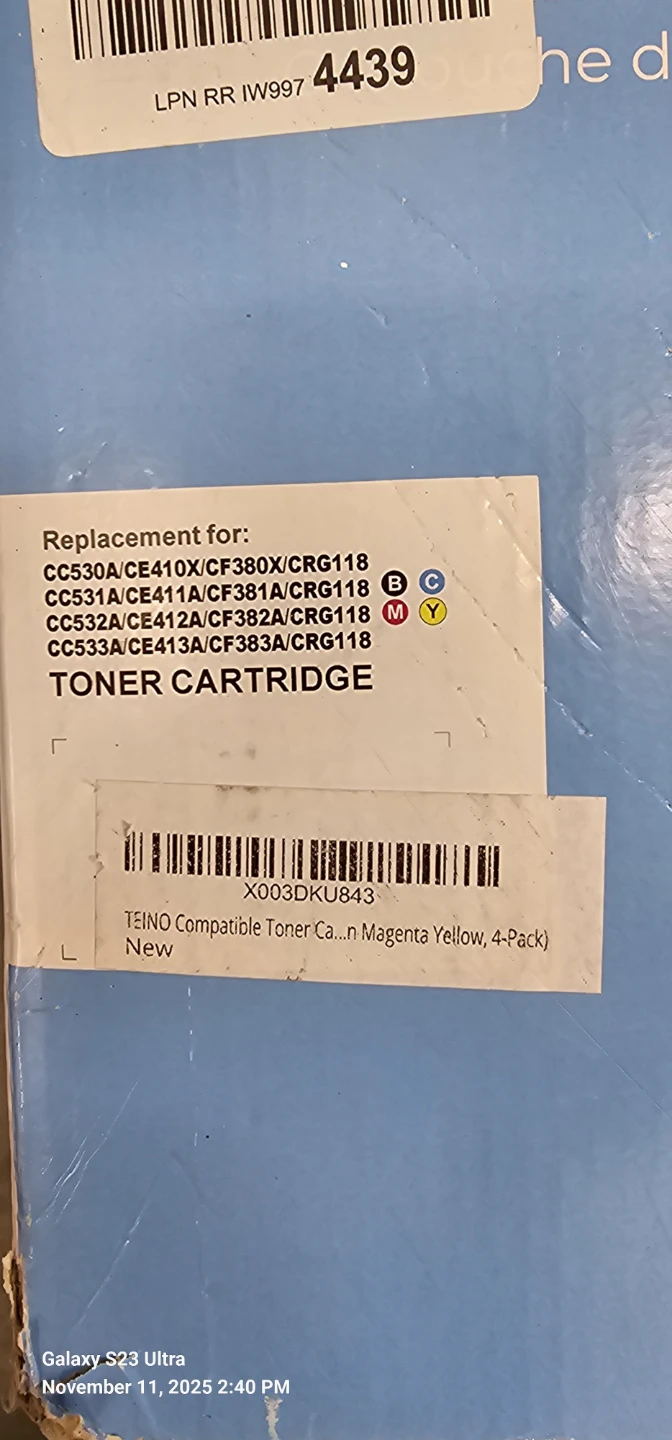 he d
LPN RR IW997 4439
Replacement for:
CC530A/CE410X/CF380X/CRG118
CC531A/CE411A/CF381A/CRG118 B C
CC532A/CE412A/CF382A/CRG118 M Y
CC533A/CE413A/CF383A/CRG118
TONER CARTRIDGE
X003DKU843
TEINO Compatible Toner Ca...n Magenta Yellow, 4-Pack)
New
Galaxy S23 Ultra
November 11, 2025 2:40 PM